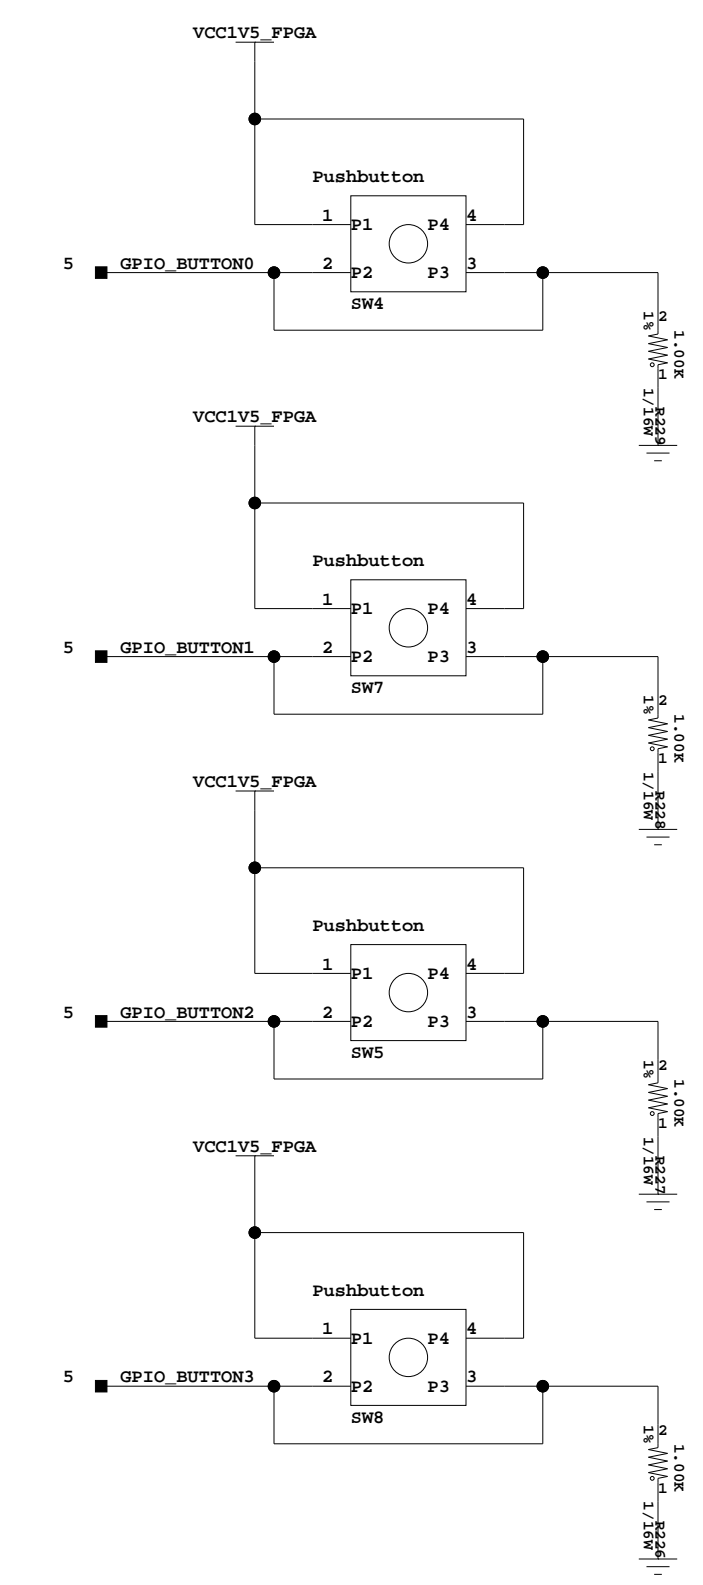 VCC1V5_FPGA
Pushbutton
1 P1 P4 4
5 GPIO_BUTTON0 2 P2 P3 3
SW4
2
1%
1.00K
1
1/16W
R229
VCC1V5_FPGA
Pushbutton
1 P1 P4 4
5 GPIO_BUTTON1 2 P2 P3 3
SW7
2
1%
1.00K
1
1/16W
R228
VCC1V5_FPGA
Pushbutton
1 P1 P4 4
5 GPIO_BUTTON2 2 P2 P3 3
SW5
2
1%
1.00K
1
1/16W
R227
VCC1V5_FPGA
Pushbutton
1 P1 P4 4
5 GPIO_BUTTON3 2 P2 P3 3
SW8
2
1%
1.00K
1
1/16W
R226